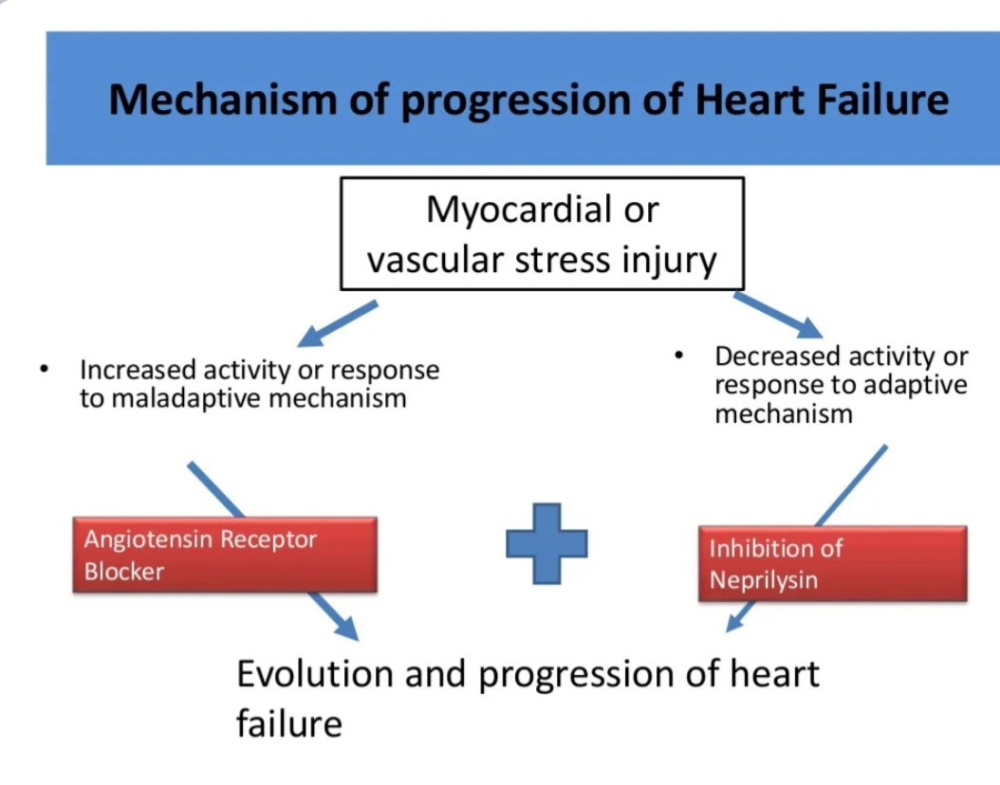 Mechanism of progression of Heart Failure
Myocardial or
vascular stress injury
• Increased activity or response
to maladaptive mechanism
• Decreased activity or
response to adaptive
mechanism
Angiotensin Receptor
Blocker
Inhibition of
Neprilysin
Evolution and progression of heart
failure